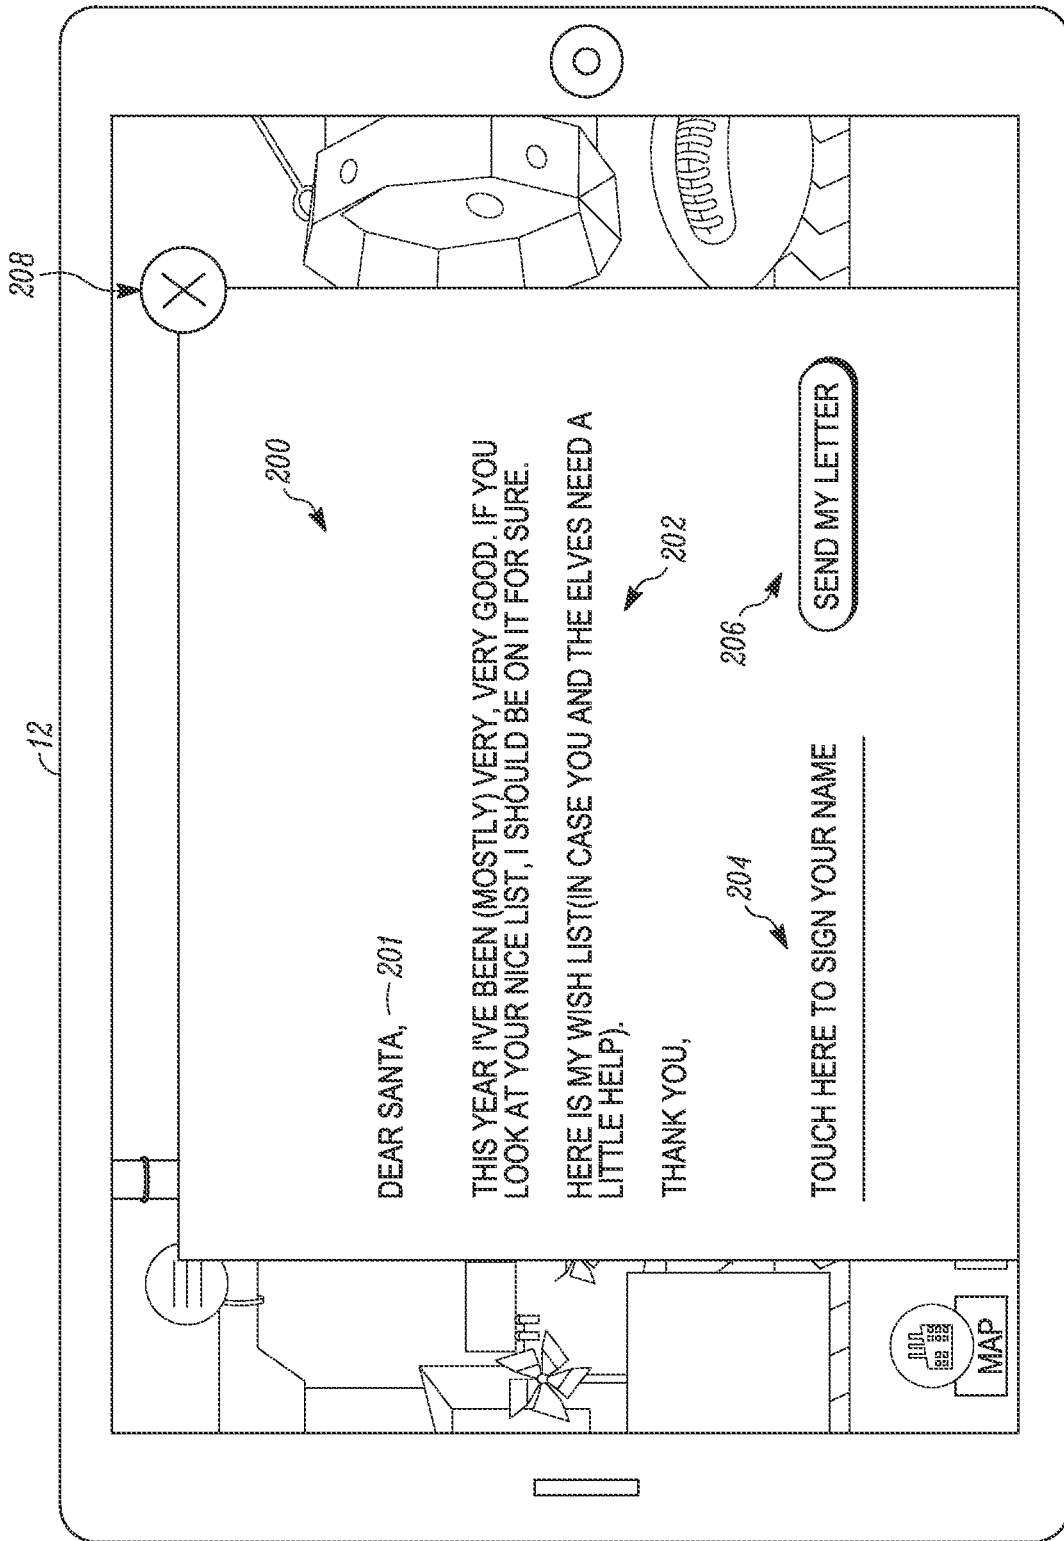 12
208
200
DEAR SANTA,
201
THIS YEAR I'VE BEEN (MOSTLY) VERY, VERY GOOD. IF YOU
LOOK AT YOUR NICE LIST, I SHOULD BE ON IT FOR SURE.
HERE IS MY WISH LIST(IN CASE YOU AND THE ELVES NEED A
LITTLE HELP).
202
THANK YOU,
204
206
TOUCH HERE TO SIGN YOUR NAME
SEND MY LETTER
MAP